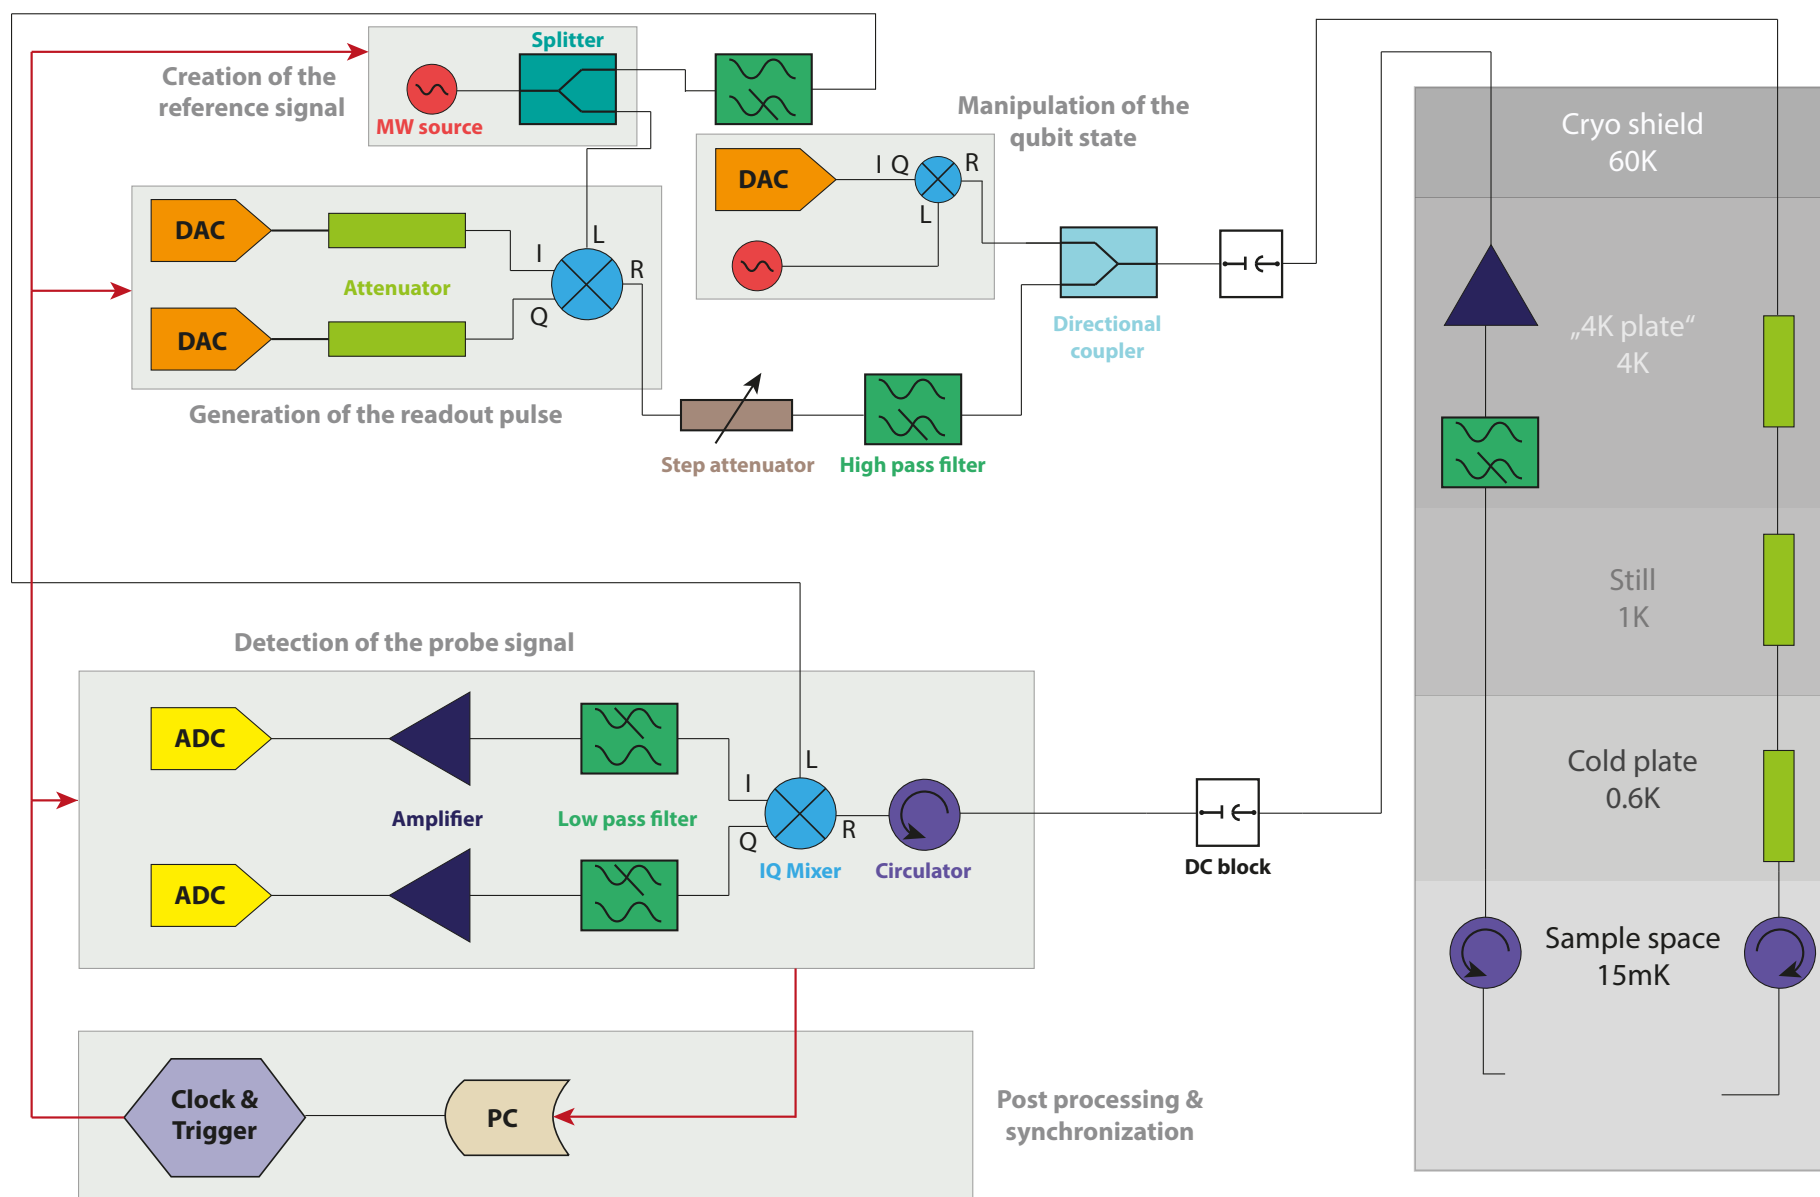 Splitter
Creation of the
reference signal
MW source
Manipulation of the
qubit state
Cryo shield
60K
DAC
I Q
R
L
DAC
I
L
R
Attenuator
Q
DAC
Generation of the readout pulse
Directional
coupler
„4K plate“
4K
Step attenuator
High pass filter
Still
1K
Detection of the probe signal
ADC
L
I
Cold plate
0.6K
Amplifier
Low pass filter
Q
R
IQ Mixer
Circulator
DC block
ADC
Sample space
15mK
Clock &
Trigger
PC
Post processing &
synchronization